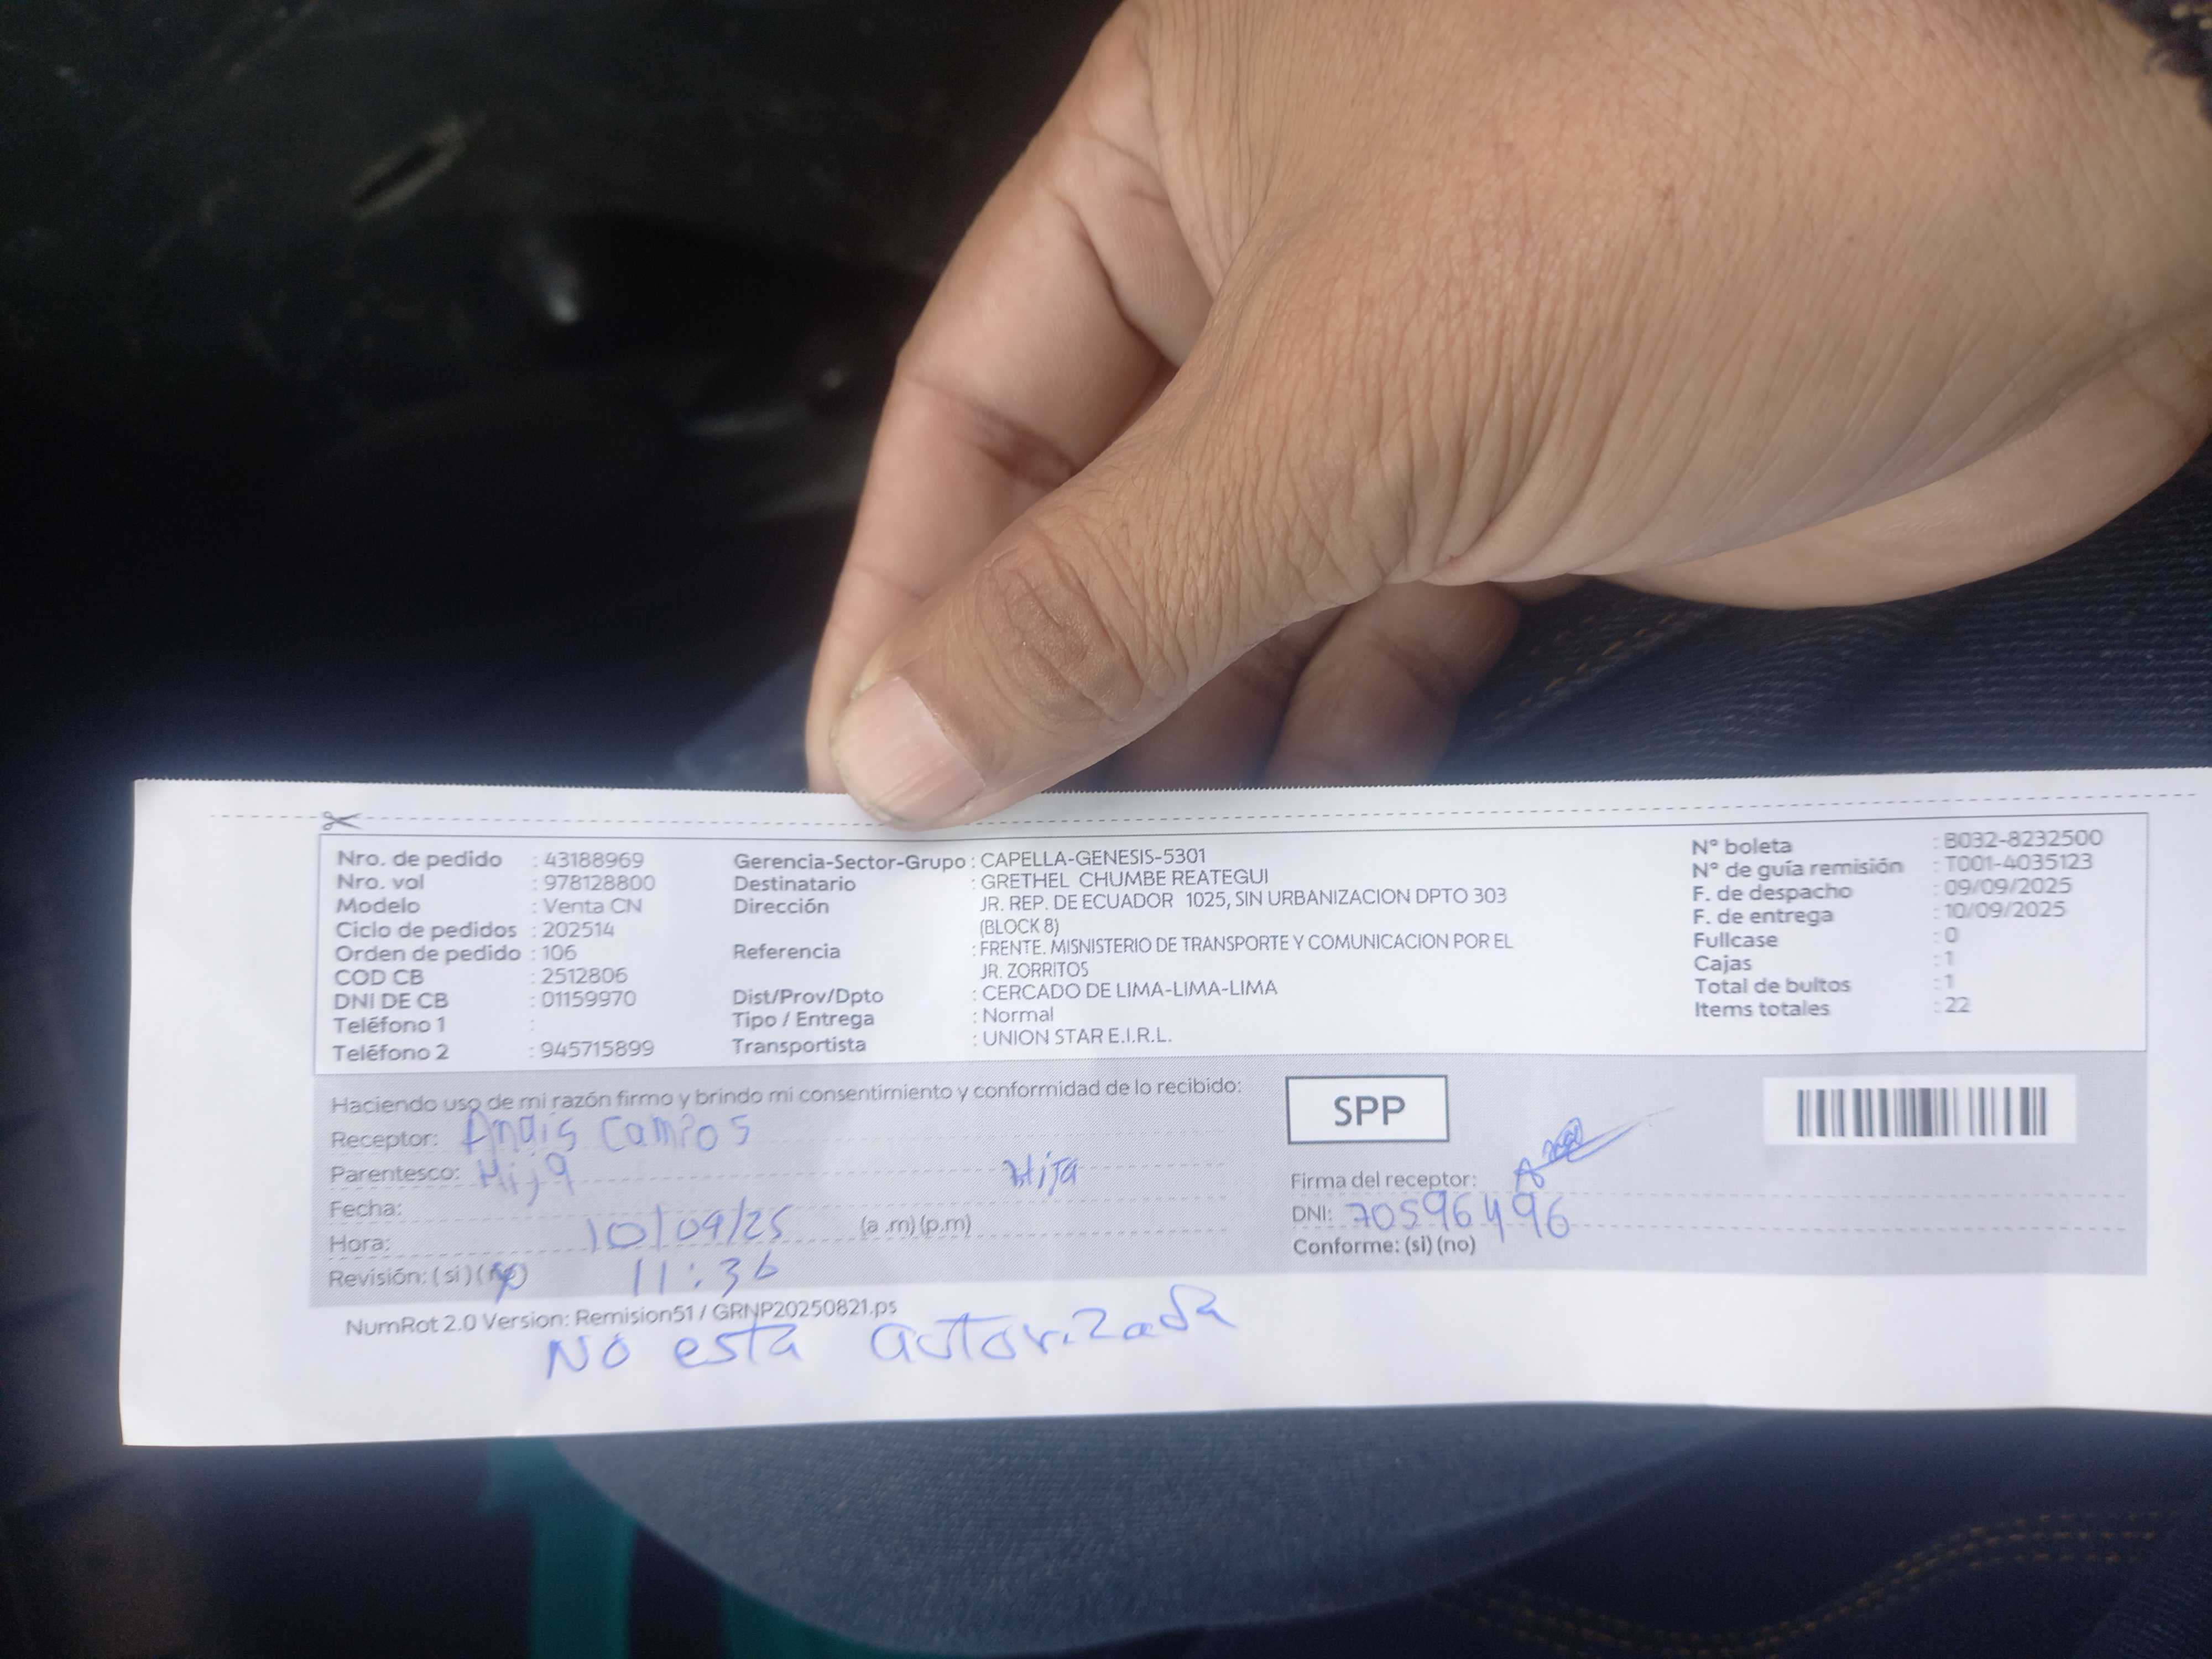 Nro. de pedido : 43188969
Nro. vol : 978128800
Modelo : Venta CN
Ciclo de pedidos : 202514
Orden de pedido : 106
COD CB : 2512806
DNI DE CB : 01159970
Teléfono 1 :
Teléfono 2 : 945715899
Gerencia-Sector-Grupo : CAPELLA-GENESIS-5301
Destinatario : GRETHEL CHUMBE REATEGUI
Dirección JR. REP. DE ECUADOR 1025, SIN URBANIZACION DPTO 303
(BLOCK 8)
Referencia : FRENTE. MISNISTERIO DE TRANSPORTE Y COMUNICACION POR EL
JR. ZORRITOS
Dist/Prov/Dpto : CERCADO DE LIMA-LIMA-LIMA
Tipo / Entrega : Normal
Transportista : UNION STAR E.I.R.L.
N° boleta : B032-8232500
N° de guía remisión : T001-4035123
F. de despacho : 09/09/2025
F. de entrega : 10/09/2025
Fullcase : 0
Cajas : 1
Total de bultos : 1
Items totales : 22
Haciendo uso de mi razón firmo y brindo mi consentimiento y conformidad de lo recibido:
Receptor: Anais Campos
Parentesco: Hija Hija
Fecha:
Hora: 10/09/25 (a .m) (p.m)
Revisión: ( si ) ( no ) 11:36
SPP
Firma del receptor:
DNI: 70596496
Conforme: (si) (no)
NumRot 2.0 Version: Remision51 / GRNP20250821.ps
No esta autorizada